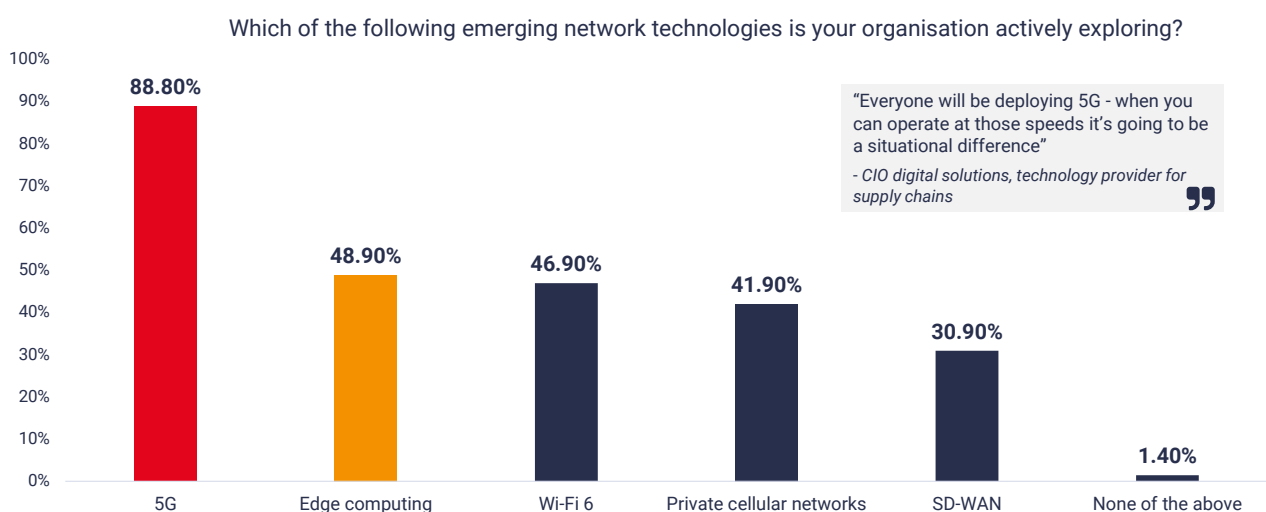 Which of the following emerging network technologies is your organisation actively exploring?
100%
90%
80%
70%
60%
50%
40%
30%
20%
10%
0%
88.80%
48.90%
46.90%
41.90%
30.90%
1.40%
“Everyone will be deploying 5G - when you
can operate at those speeds it’s going to be
a situational difference”
- CIO digital solutions, technology provider for
supply chains
”
5G
Edge computing
Wi-Fi 6
Private cellular networks
SD-WAN
None of the above